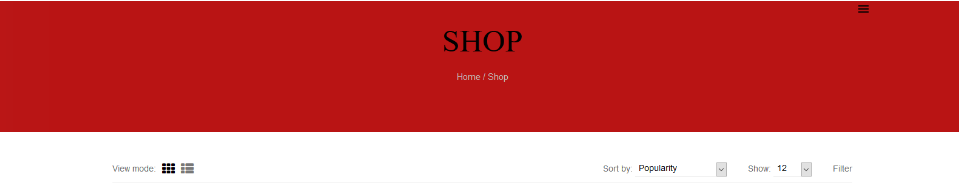 SHOP
Home / Shop
View mode: Sort by: Popularity Show: 12 Filter